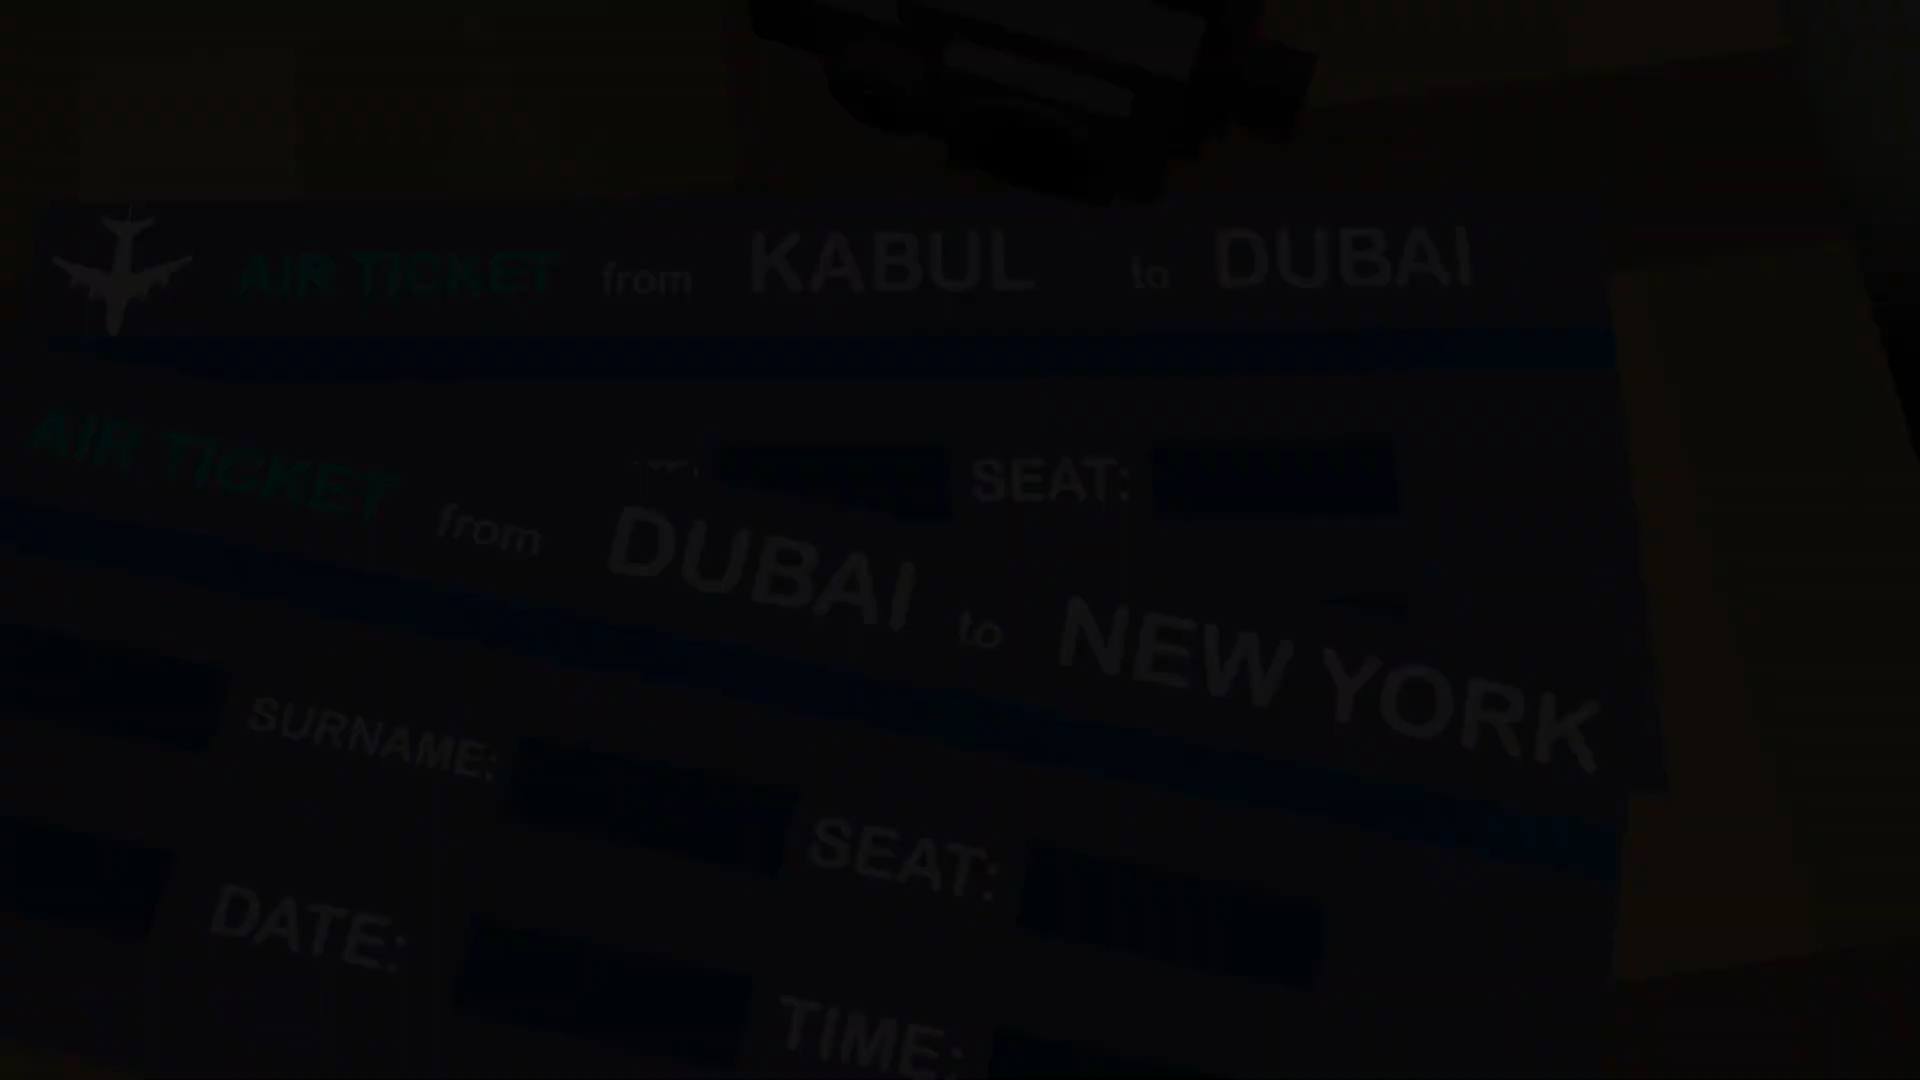 AIR TICKET from KABUL to DUBAI
SEAT:
AIR TICKET from DUBAI to NEW YORK
SURNAME:
SEAT:
DATE:
TIME: